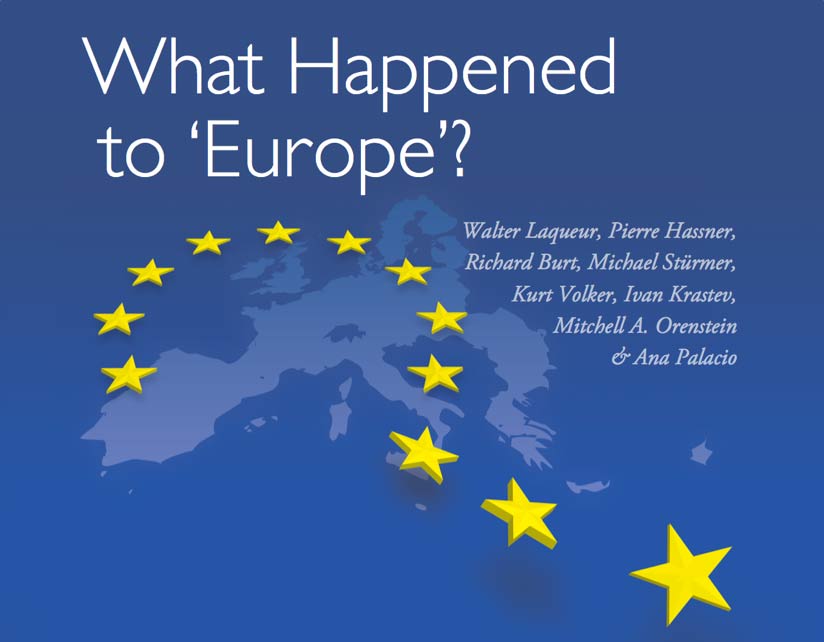 What Happened
to ‘Europe’?
Walter Laqueur, Pierre Hassner,
Richard Burt, Michael Stürmer,
Kurt Volker, Ivan Krastev,
Mitchell A. Orenstein
& Ana Palacio